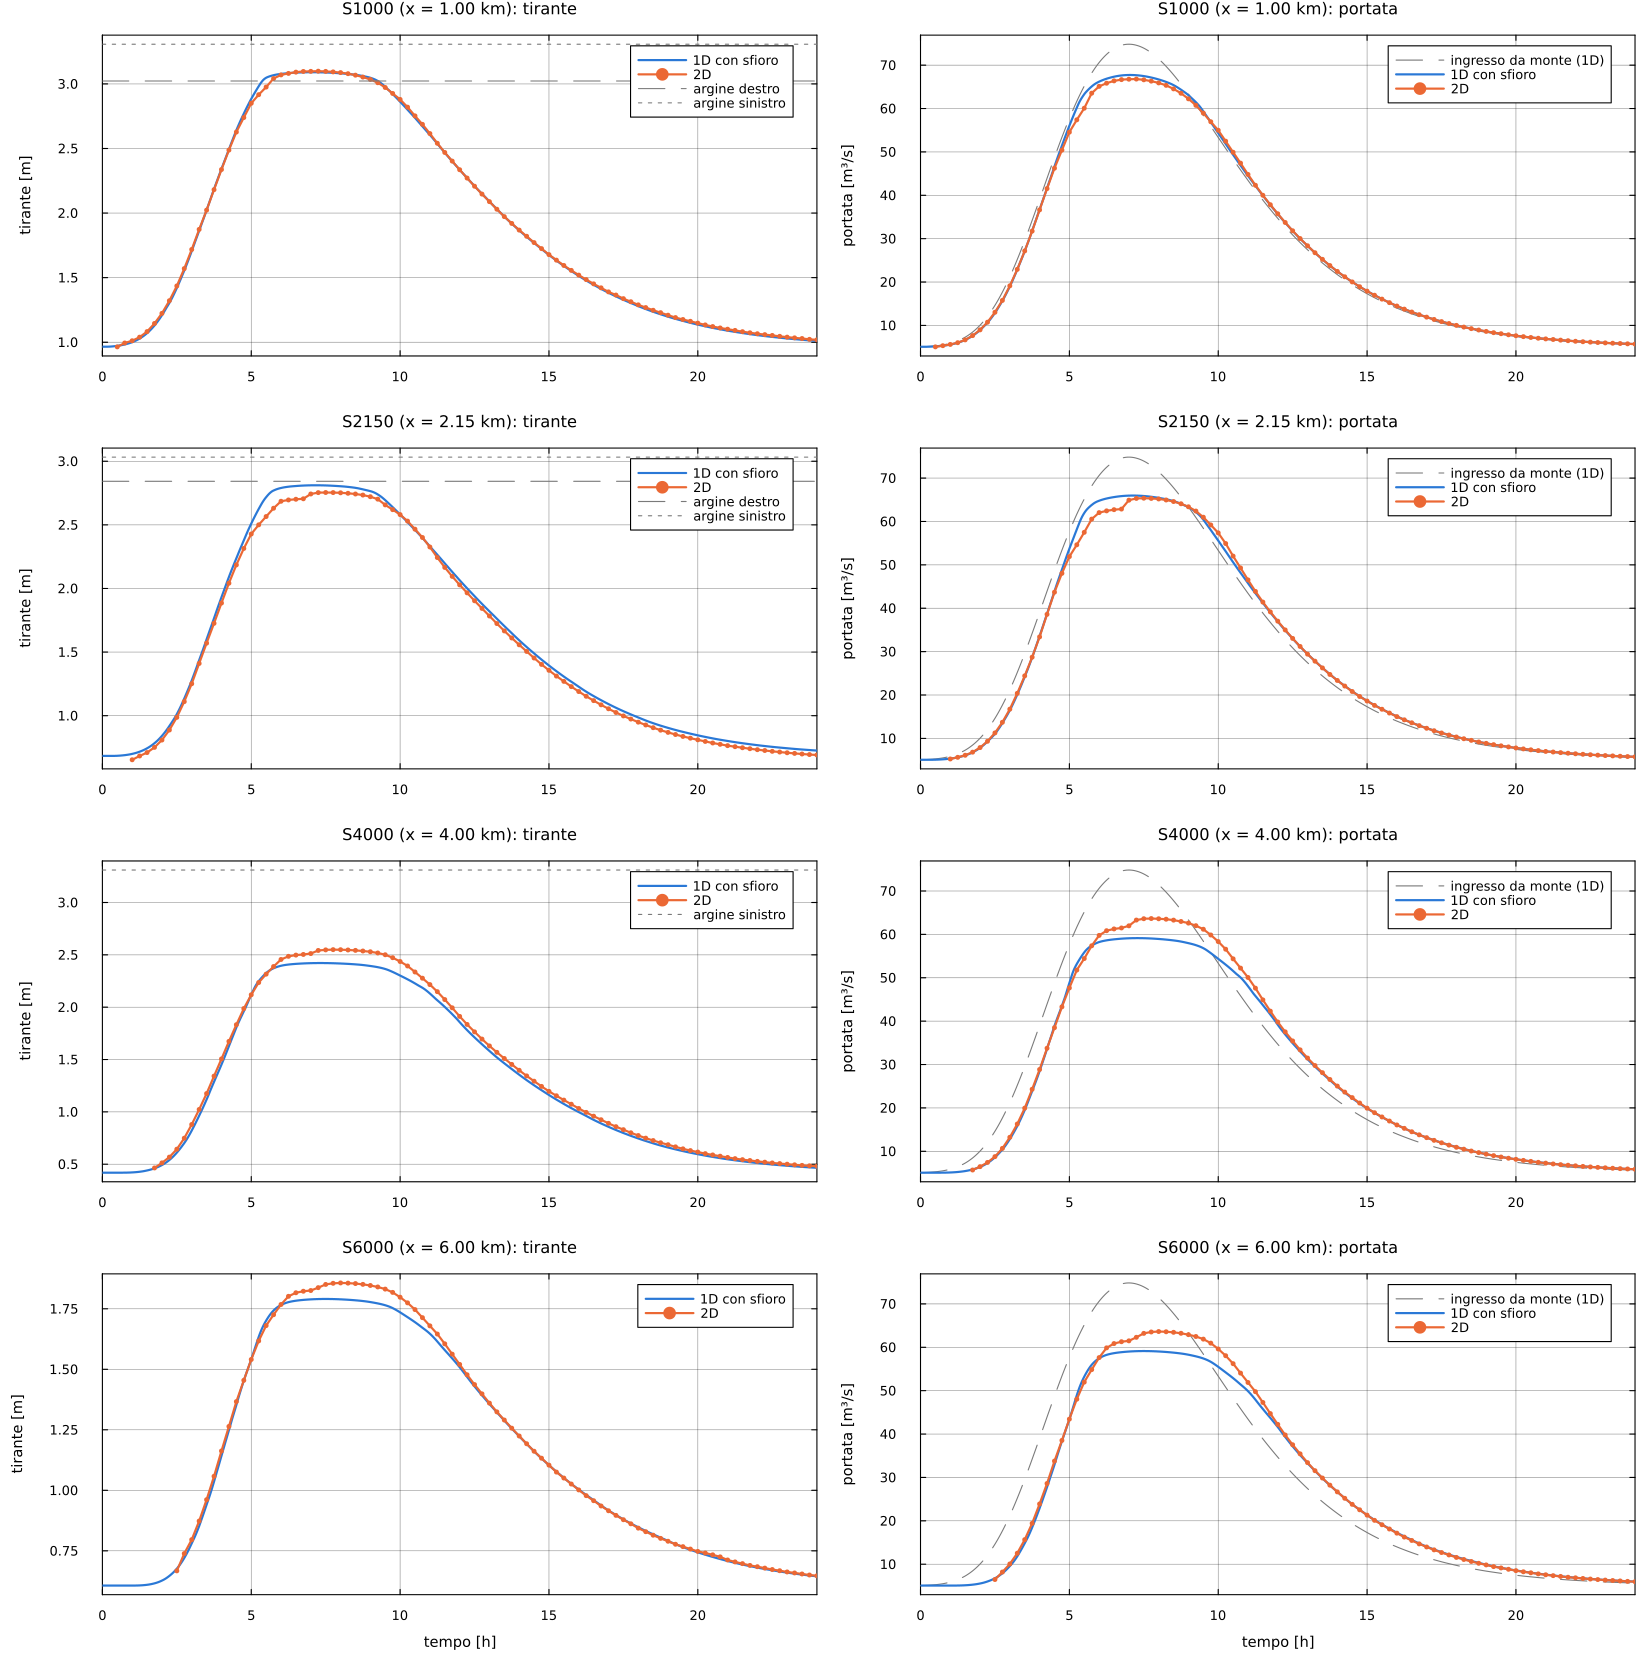 S1000 (x = 1.00 km): tirante
tirante [m]
3.0
2.5
2.0
1.5
1.0
0 5 10 15 20
1D con sfioro
2D
argine destro
argine sinistro
S1000 (x = 1.00 km): portata
portata [m³/s]
70
60
50
40
30
20
10
0 5 10 15 20
ingresso da monte (1D)
1D con sfioro
2D
S2150 (x = 2.15 km): tirante
tirante [m]
3.0
2.5
2.0
1.5
1.0
0 5 10 15 20
1D con sfioro
2D
argine destro
argine sinistro
S2150 (x = 2.15 km): portata
portata [m³/s]
70
60
50
40
30
20
10
0 5 10 15 20
ingresso da monte (1D)
1D con sfioro
2D
S4000 (x = 4.00 km): tirante
tirante [m]
3.0
2.5
2.0
1.5
1.0
0.5
0 5 10 15 20
1D con sfioro
2D
argine sinistro
S4000 (x = 4.00 km): portata
portata [m³/s]
70
60
50
40
30
20
10
0 5 10 15 20
ingresso da monte (1D)
1D con sfioro
2D
S6000 (x = 6.00 km): tirante
tirante [m]
1.75
1.50
1.25
1.00
0.75
0 5 10 15 20
tempo [h]
1D con sfioro
2D
S6000 (x = 6.00 km): portata
portata [m³/s]
70
60
50
40
30
20
10
0 5 10 15 20
tempo [h]
ingresso da monte (1D)
1D con sfioro
2D